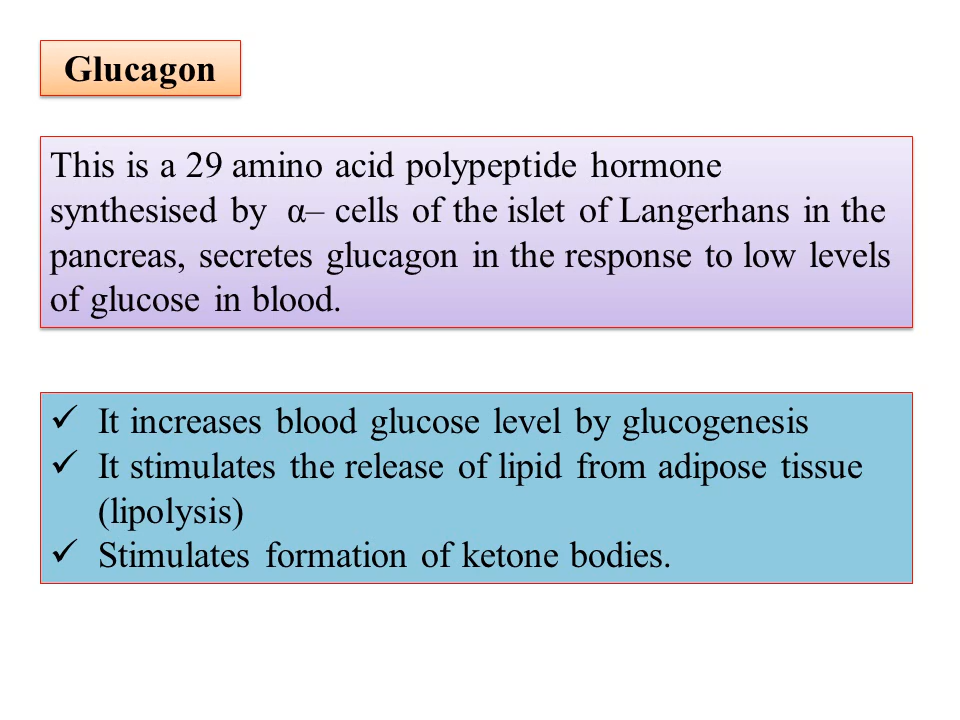 Glucagon
This is a 29 amino acid polypeptide hormone
synthesised by α– cells of the islet of Langerhans in the
pancreas, secretes glucagon in the response to low levels
of glucose in blood.
✓ It increases blood glucose level by glucogenesis
✓ It stimulates the release of lipid from adipose tissue
(lipolysis)
✓ Stimulates formation of ketone bodies.